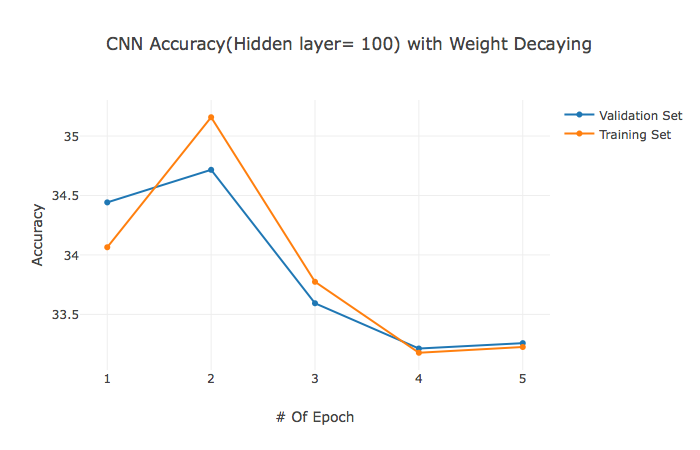 CNN Accuracy(Hidden layer= 100) with Weight Decaying
Validation Set
Training Set
35
34.5
34
33.5
Accuracy
1 2 3 4 5
# Of Epoch